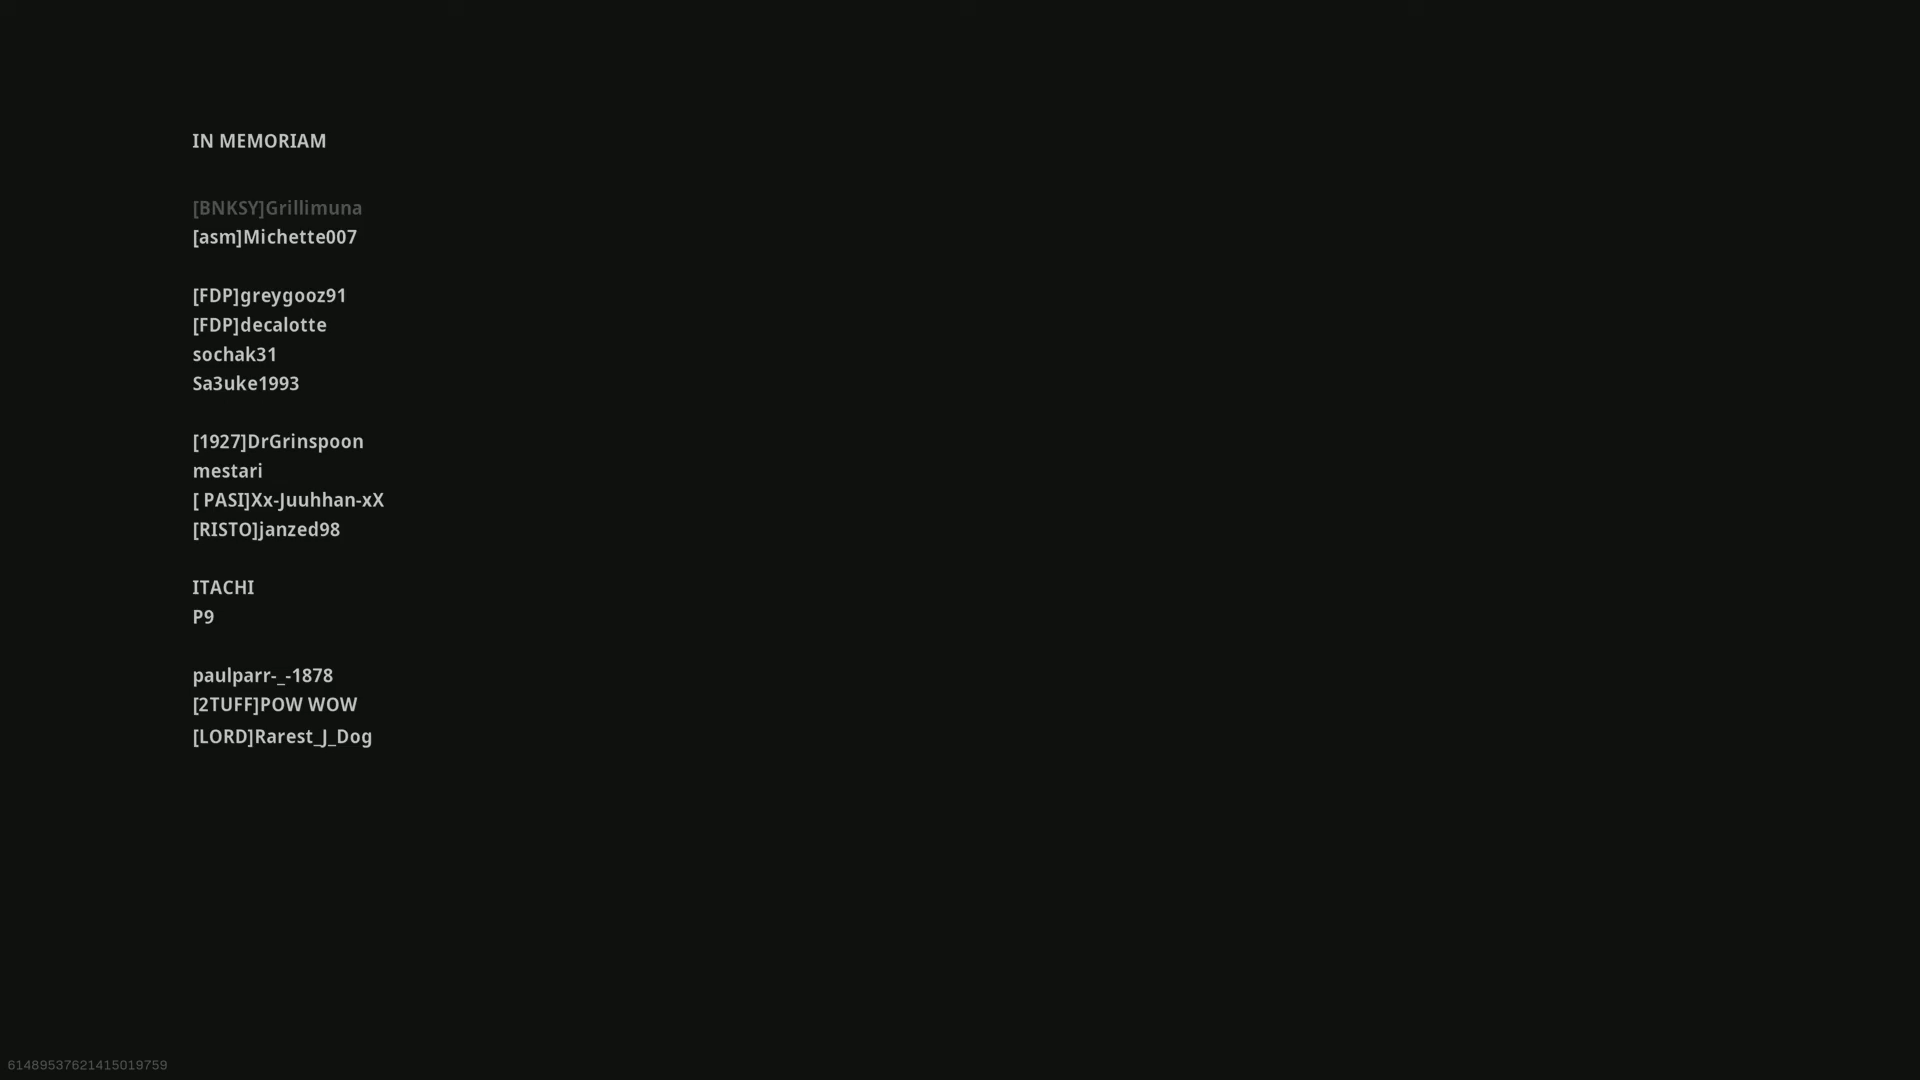 IN MEMORIAM
[BNKSY]Grillimuna
[asm]Michette007
[FDP]greygooz91
[FDP]decalotte
sochak31
Sa3uke1993
[1927]DrGrinspoon
mestari
[ PASI]Xx-Juuhhan-xX
[RISTO]janzed98
ITACHI
P9
paulparr-_-1878
[2TUFF]POW WOW
[LORD]Rarest_J_Dog
61489537621415019759